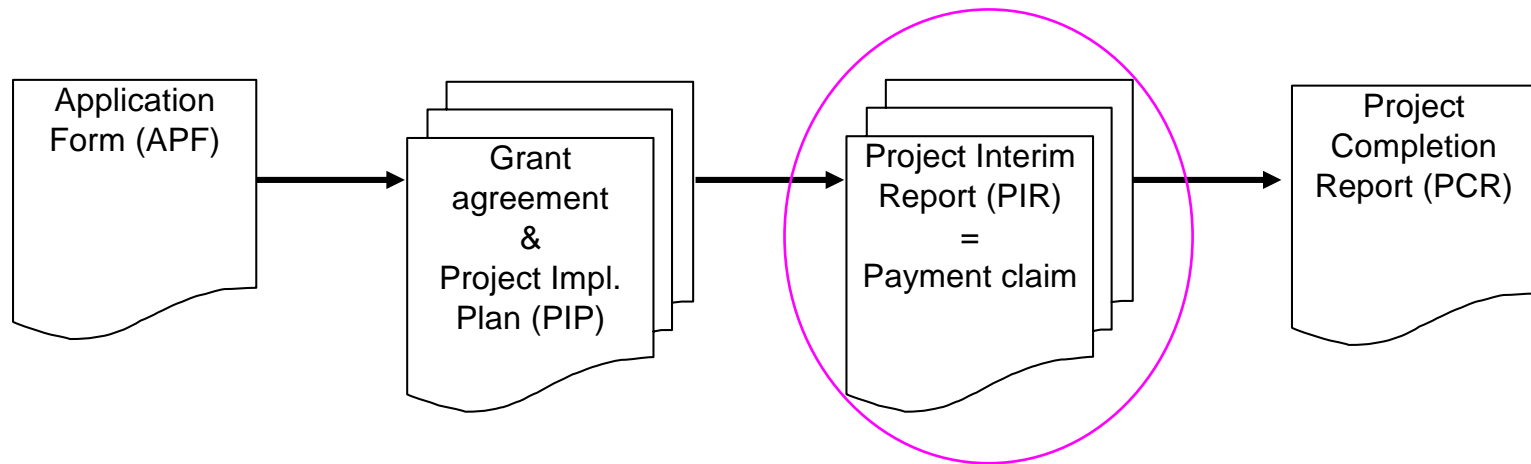 Application
Form (APF)
Grant
agreement
&
Project Impl.
Plan (PIP)
Project Interim
Report (PIR)
=
Payment claim
Project
Completion
Report (PCR)